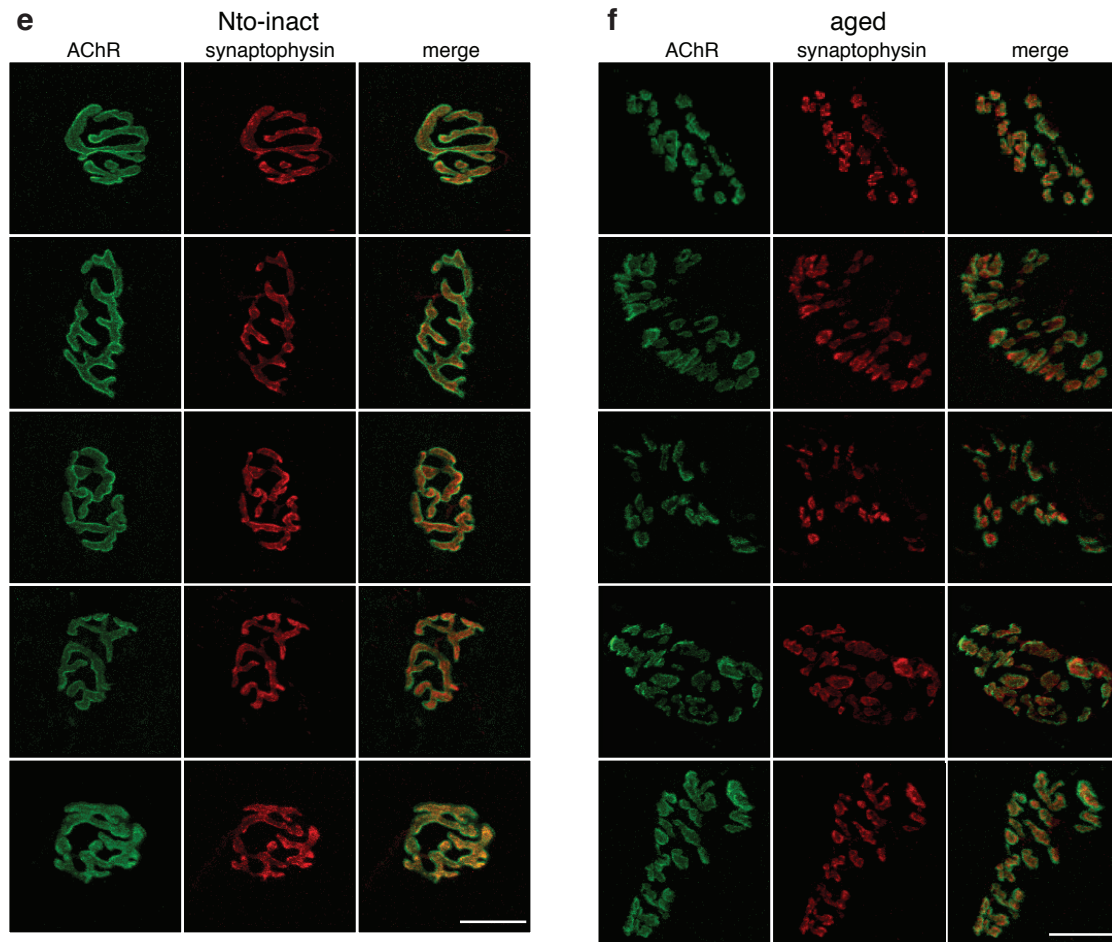 e Nto-inact
AChR synaptophysin merge
f aged
AChR synaptophysin merge